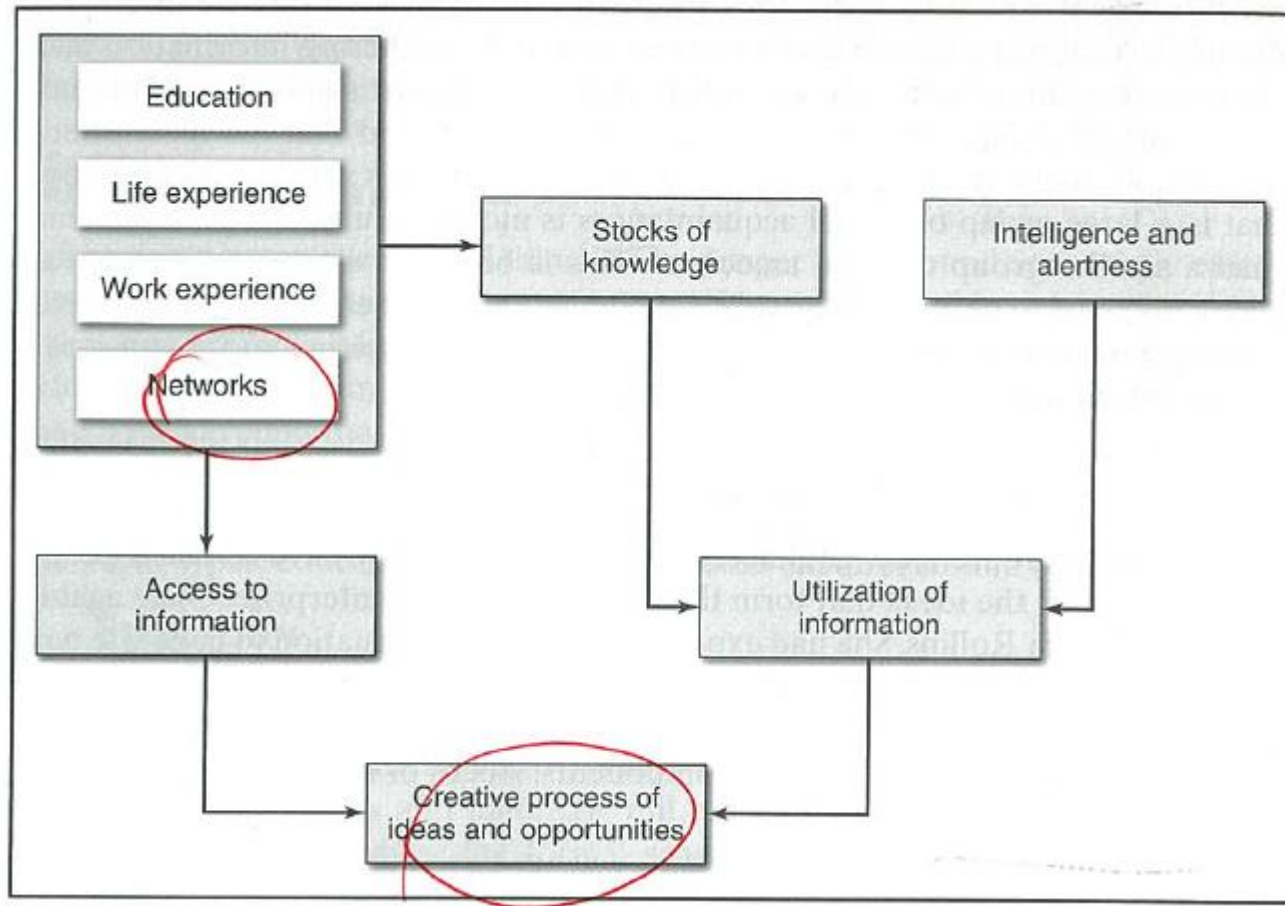 Education
Life experience
Work experience
Networks
Stocks of
knowledge
Intelligence and
alertness
Access to
information
Utilization of
information
Creative process of
ideas and opportunities